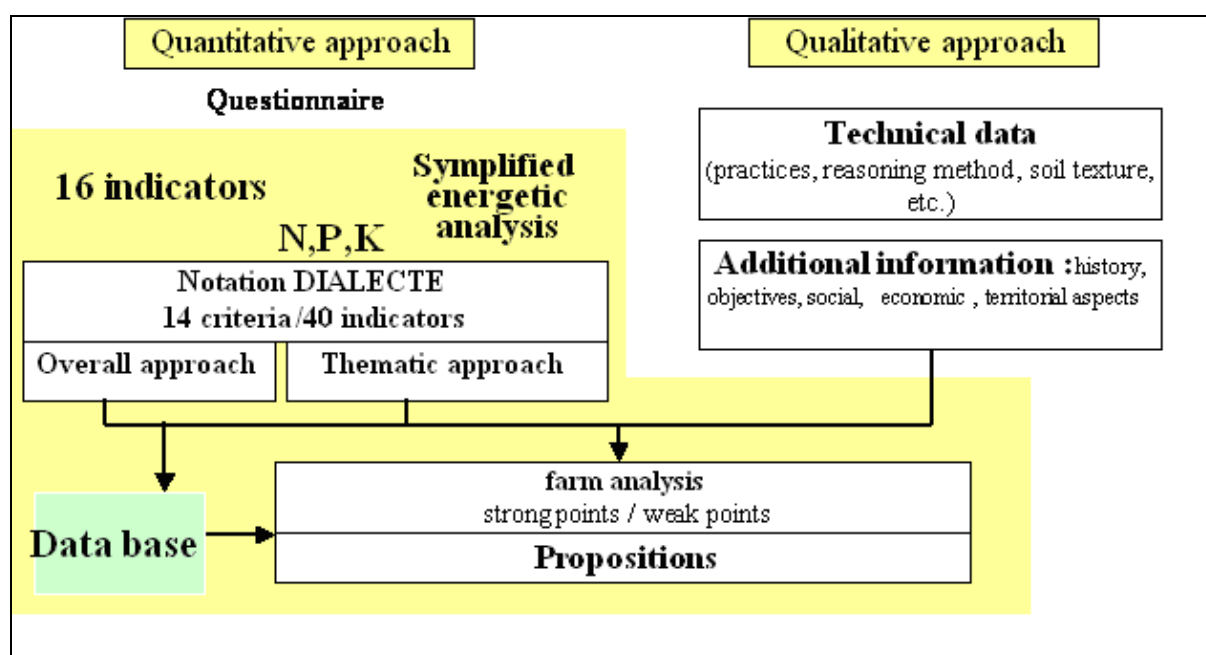 Quantitative approach
Qualitative approach
Questionnaire
16 indicators
Symplified
energetic
analysis
N,P,K
Notation DIALECTE
14 criteria/40 indicators
Overall approach
Thematic approach
Technical data
(practices, reasoning method, soil texture,
etc.)
Additional information :history,
objectives, social, economic , territorial aspects
Data base
farm analysis
strong points / weak points
Propositions